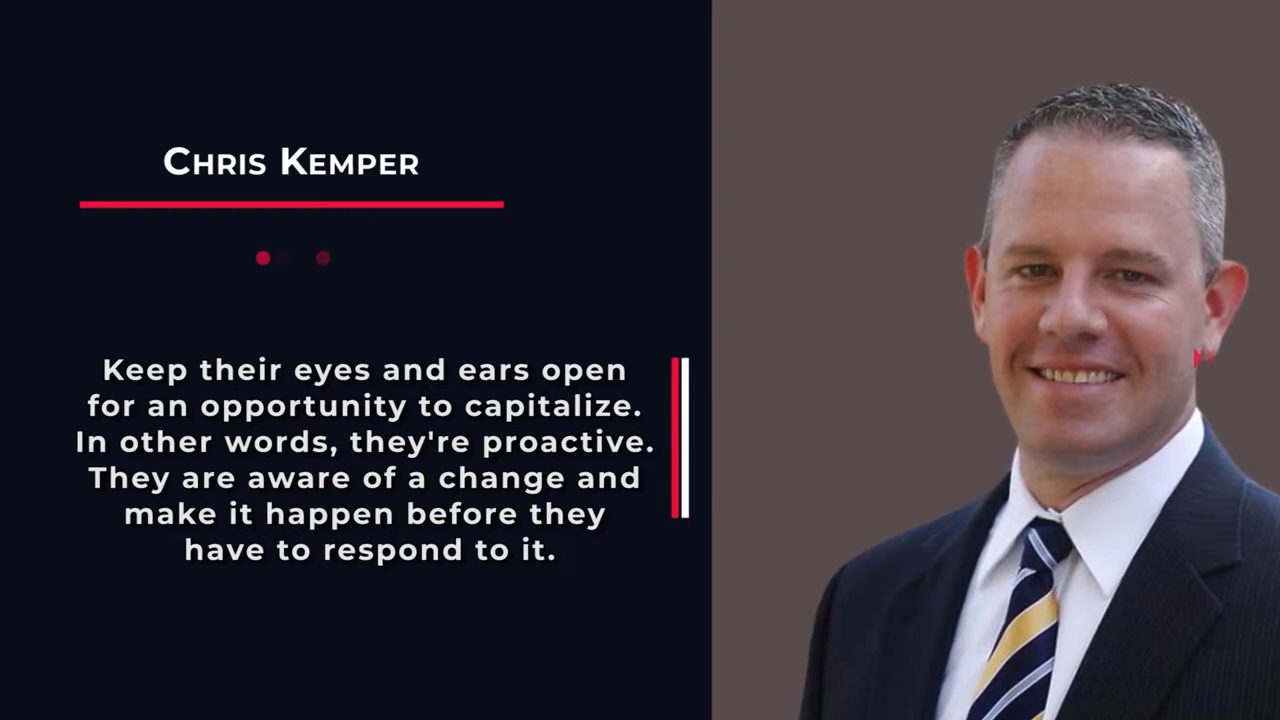 Chris Kemper
Keep their eyes and ears open
for an opportunity to capitalize.
In other words, they're proactive.
They are aware of a change and
make it happen before they
have to respond to it.